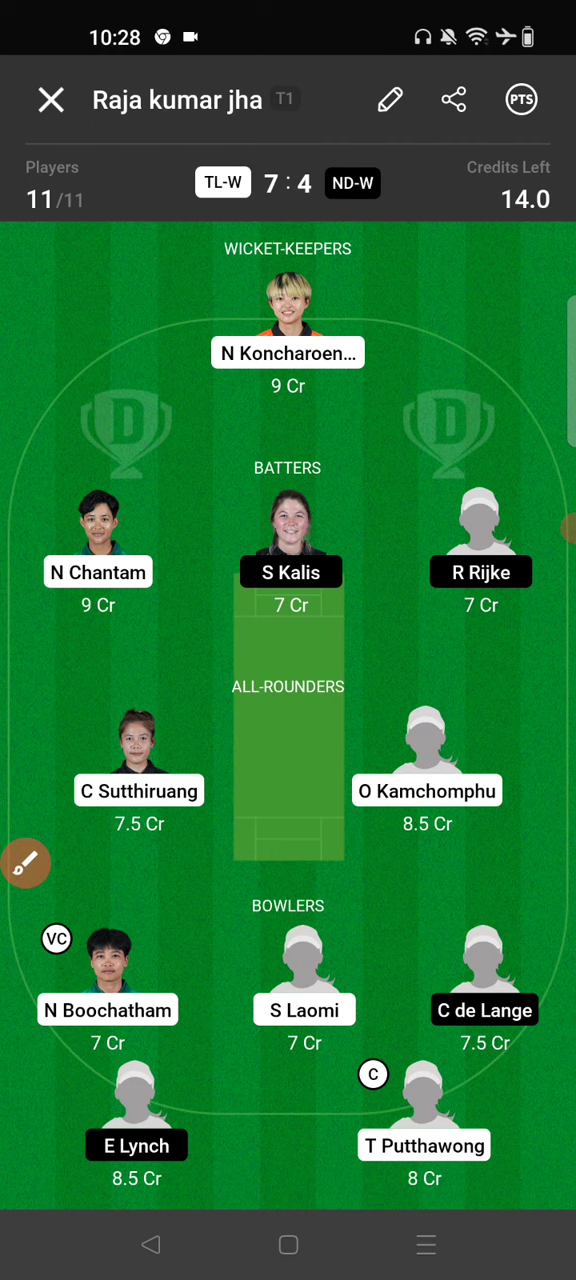 10:28
Raja kumar jha T1
PTS
Players
11/11
TL-W 7 : 4 ND-W
Credits Left
14.0
WICKET-KEEPERS
N Koncharoen...
9 Cr
D D
BATTERS
N Chantam S Kalis R Rijke
9 Cr 7 Cr 7 Cr
ALL-ROUNDERS
C Sutthiruang O Kamchomphu
7.5 Cr 8.5 Cr
BOWLERS
VC
N Boochatham S Laomi C de Lange
7 Cr 7 Cr 7.5 Cr
C
E Lynch T Putthawong
8.5 Cr 8 Cr